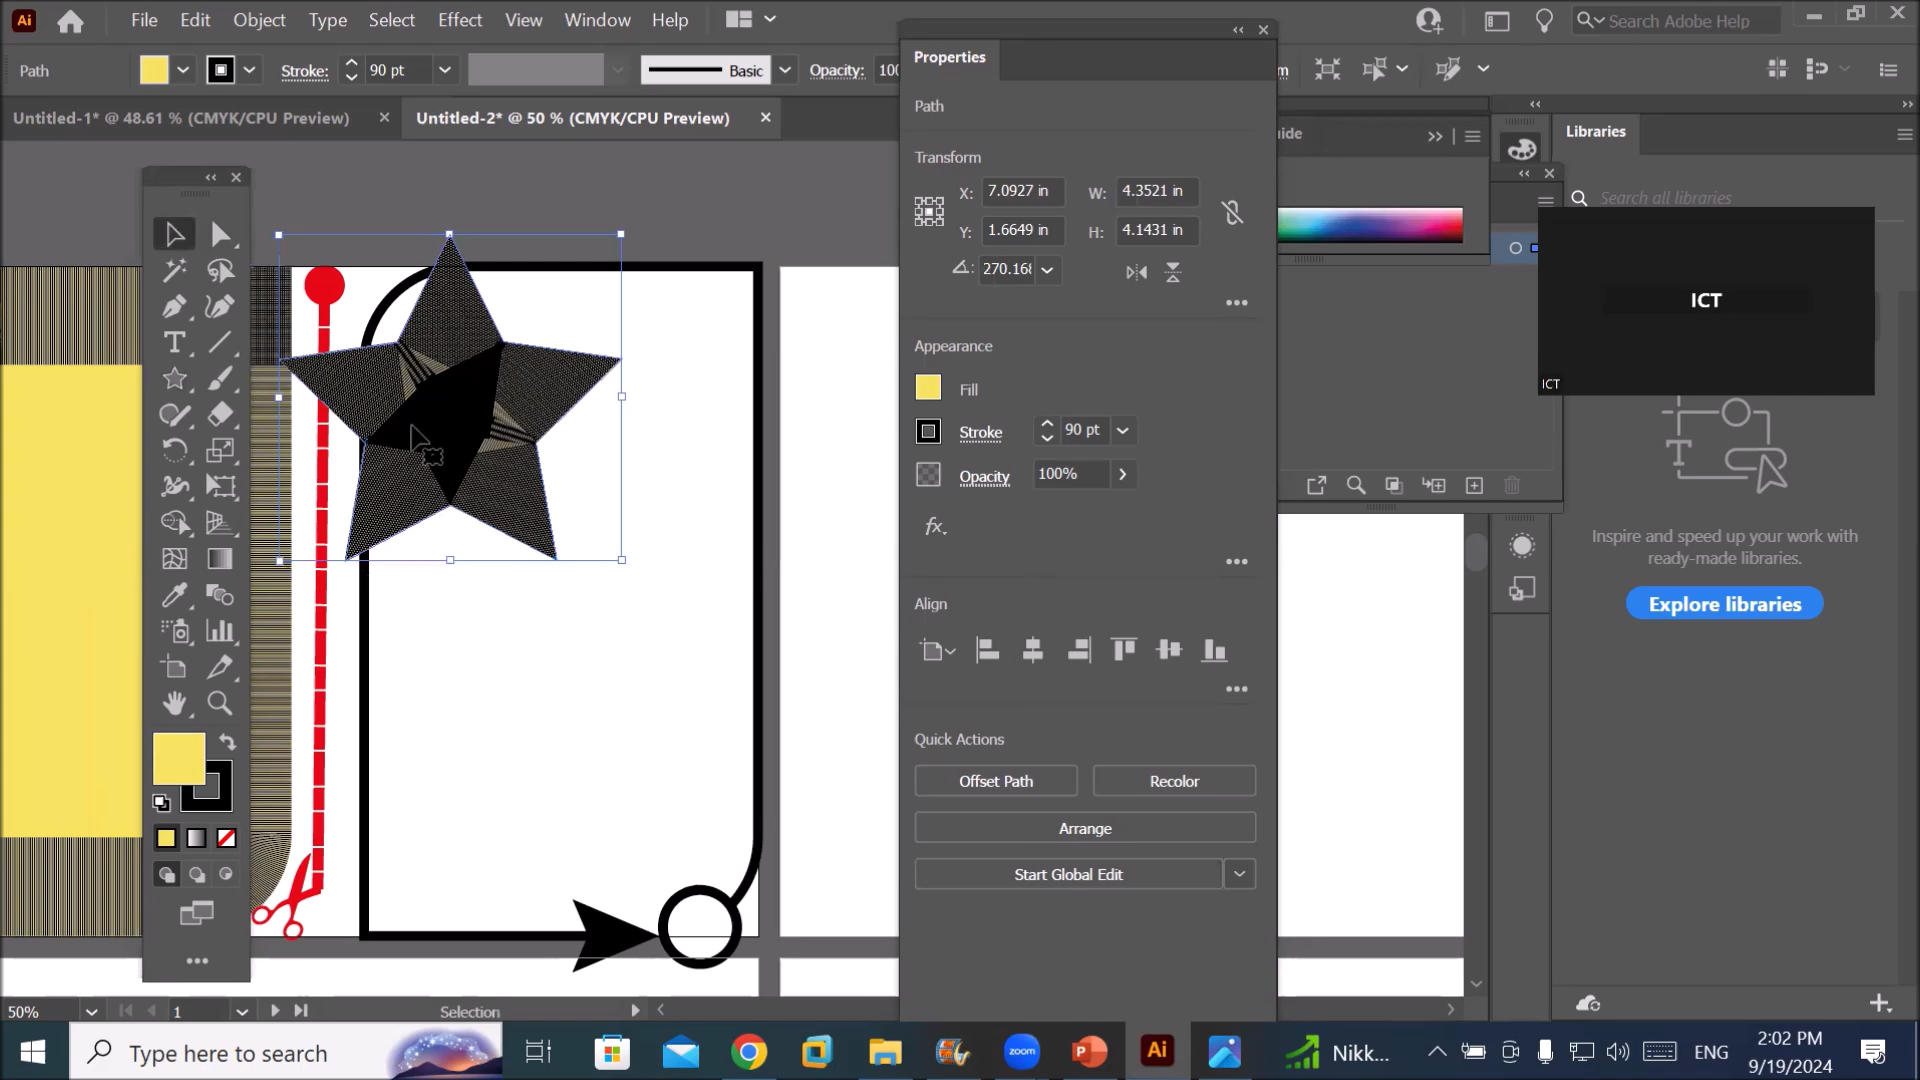 Ai File Edit Object Type Select Effect View Window Help Search Adobe Help
Path Stroke: 90 pt Basic Opacity: 100
Untitled-1* @ 48.61 % (CMYK/CPU Preview) Untitled-2* @ 50 % (CMYK/CPU Preview)
Properties
Path
Transform
X: 7.0927 in W: 4.3521 in
Y: 1.6649 in H: 4.1431 in
270.168
Appearance
Fill
Stroke 90 pt
Opacity 100%
fx.
Align
Quick Actions
Offset Path Recolor
Arrange
Start Global Edit
Libraries
Search all libraries
ICT
ICT
Inspire and speed up your work with
ready-made libraries.
Explore libraries
50% 1 Selection
Type here to search
zoom
Ai
Nikk...
ENG
2:02 PM
9/19/2024